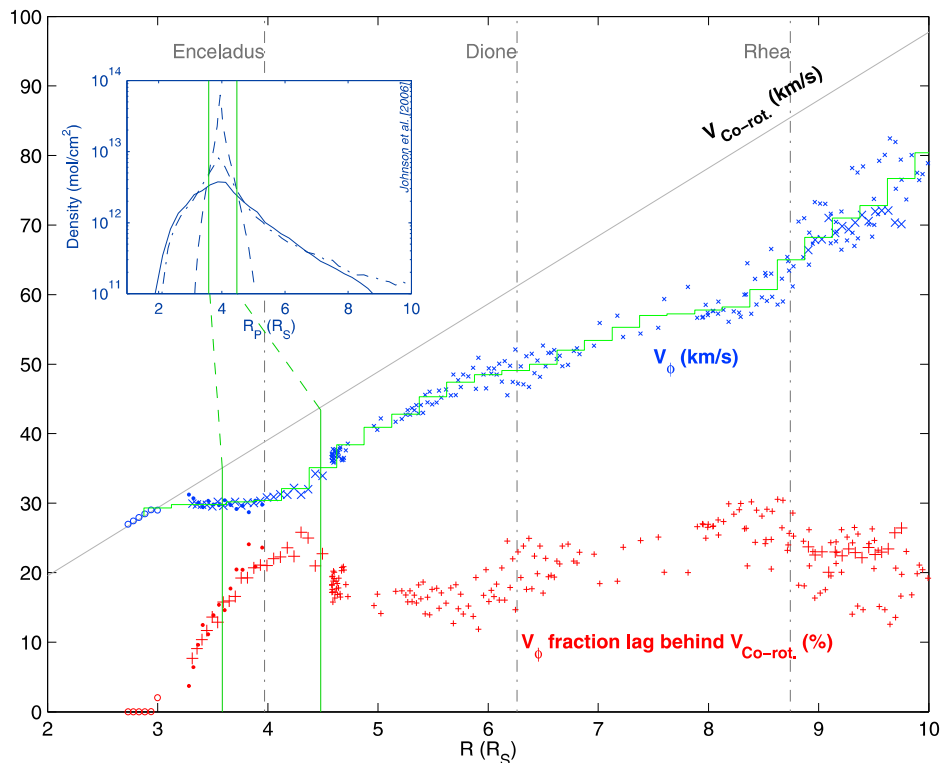 100
90
80
70
60
50
40
30
20
10
0
2
3
4
5
6
7
8
9
10
R (R_S)
Enceladus
Dione
Rhea
V_Co-rot. (km/s)
V_ϕ (km/s)
V_ϕ fraction lag behind V_Co-rot. (%)
10^14
10^13
10^12
10^11
Density (mol/cm^2)
2
4
6
8
10
R_P (R_S)
Johnson et al. [2006]